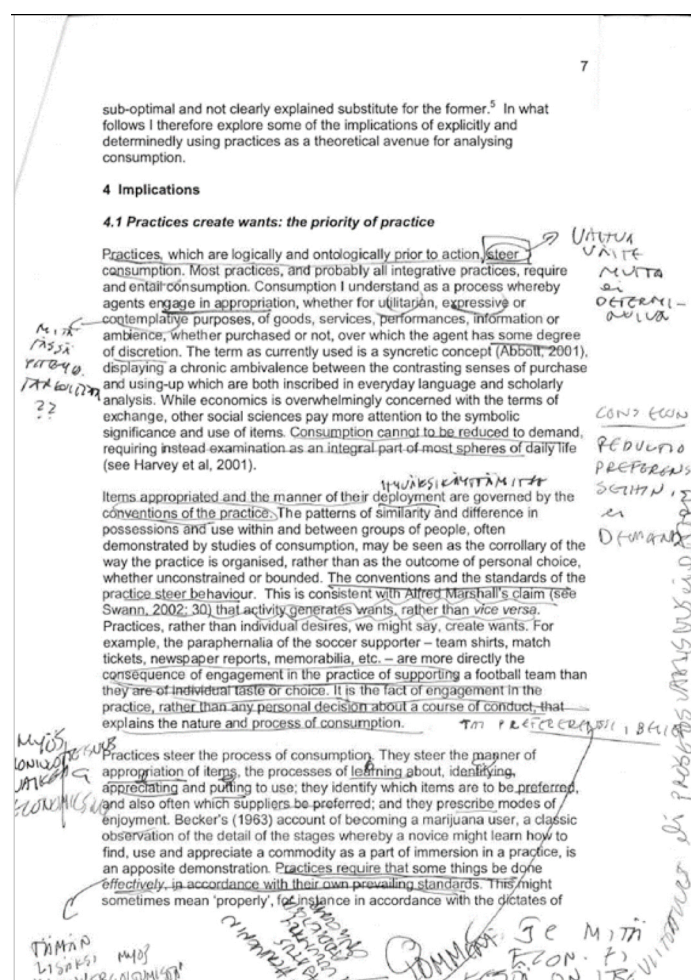 7
sub-optimal and not clearly explained substitute for the former.5 In what
follows I therefore explore some of the implications of explicitly and
determinedly using practices as a theoretical avenue for analysing
consumption.
4 Implications
4.1 Practices create wants: the priority of practice
Practices, which are logically and ontologically prior to action, steer
consumption. Most practices, and probably all integrative practices, require
and entail consumption. Consumption I understand as a process whereby
agents engage in appropriation, whether for utilitarian, expressive or
contemplative purposes, of goods, services, performances, information or
ambience, whether purchased or not, over which the agent has some degree
of discretion. The term as currently used is a syncretic concept (Abbott, 2001),
displaying a chronic ambivalence between the contrasting senses of purchase
and using-up which are both inscribed in everyday language and scholarly
analysis. While economics is overwhelmingly concerned with the terms of
exchange, other social sciences pay more attention to the symbolic
significance and use of items. Consumption cannot to be reduced to demand,
requiring instead examination as an integral part of most spheres of daily life
(see Harvey et al, 2001).
VÄITE
MUTTA
ei
DETERMI-
MITÄ
TÄSSÄ
??
CONS ECON
REDUCTIO
PREFERENS
ei
DEMAND
Items appropriated and the manner of their deployment are governed by the
conventions of the practice. The patterns of similarity and difference in
possessions and use within and between groups of people, often
demonstrated by studies of consumption, may be seen as the corrollary of the
way the practice is organised, rather than as the outcome of personal choice,
whether unconstrained or bounded. The conventions and the standards of the
practice steer behaviour. This is consistent with Alfred Marshall's claim (see
Swann, 2002: 30) that activity generates wants, rather than vice versa.
Practices, rather than individual desires, we might say, create wants. For
example, the paraphernalia of the soccer supporter – team shirts, match
tickets, newspaper reports, memorabilia, etc. – are more directly the
consequence of engagement in the practice of supporting a football team than
they are of individual taste or choice. It is the fact of engagement in the
practice, rather than any personal decision about a course of conduct, that
explains the nature and process of consumption.
MYÖS
Practices steer the process of consumption. They steer the manner of
appropriation of items, the processes of learning about, identifying,
appreciating and putting to use; they identify which items are to be preferred,
and also often which suppliers be preferred; and they prescribe modes of
enjoyment. Becker's (1963) account of becoming a marijuana user, a classic
observation of the detail of the stages whereby a novice might learn how to
find, use and appreciate a commodity as a part of immersion in a practice, is
an apposite demonstration. Practices require that some things be done
effectively, in accordance with their own prevailing standards. This might
sometimes mean 'properly', for instance in accordance with the dictates of
TÄMÄN
LISÄKSI MYÖS
COMMENT
MITÄ
ECON.